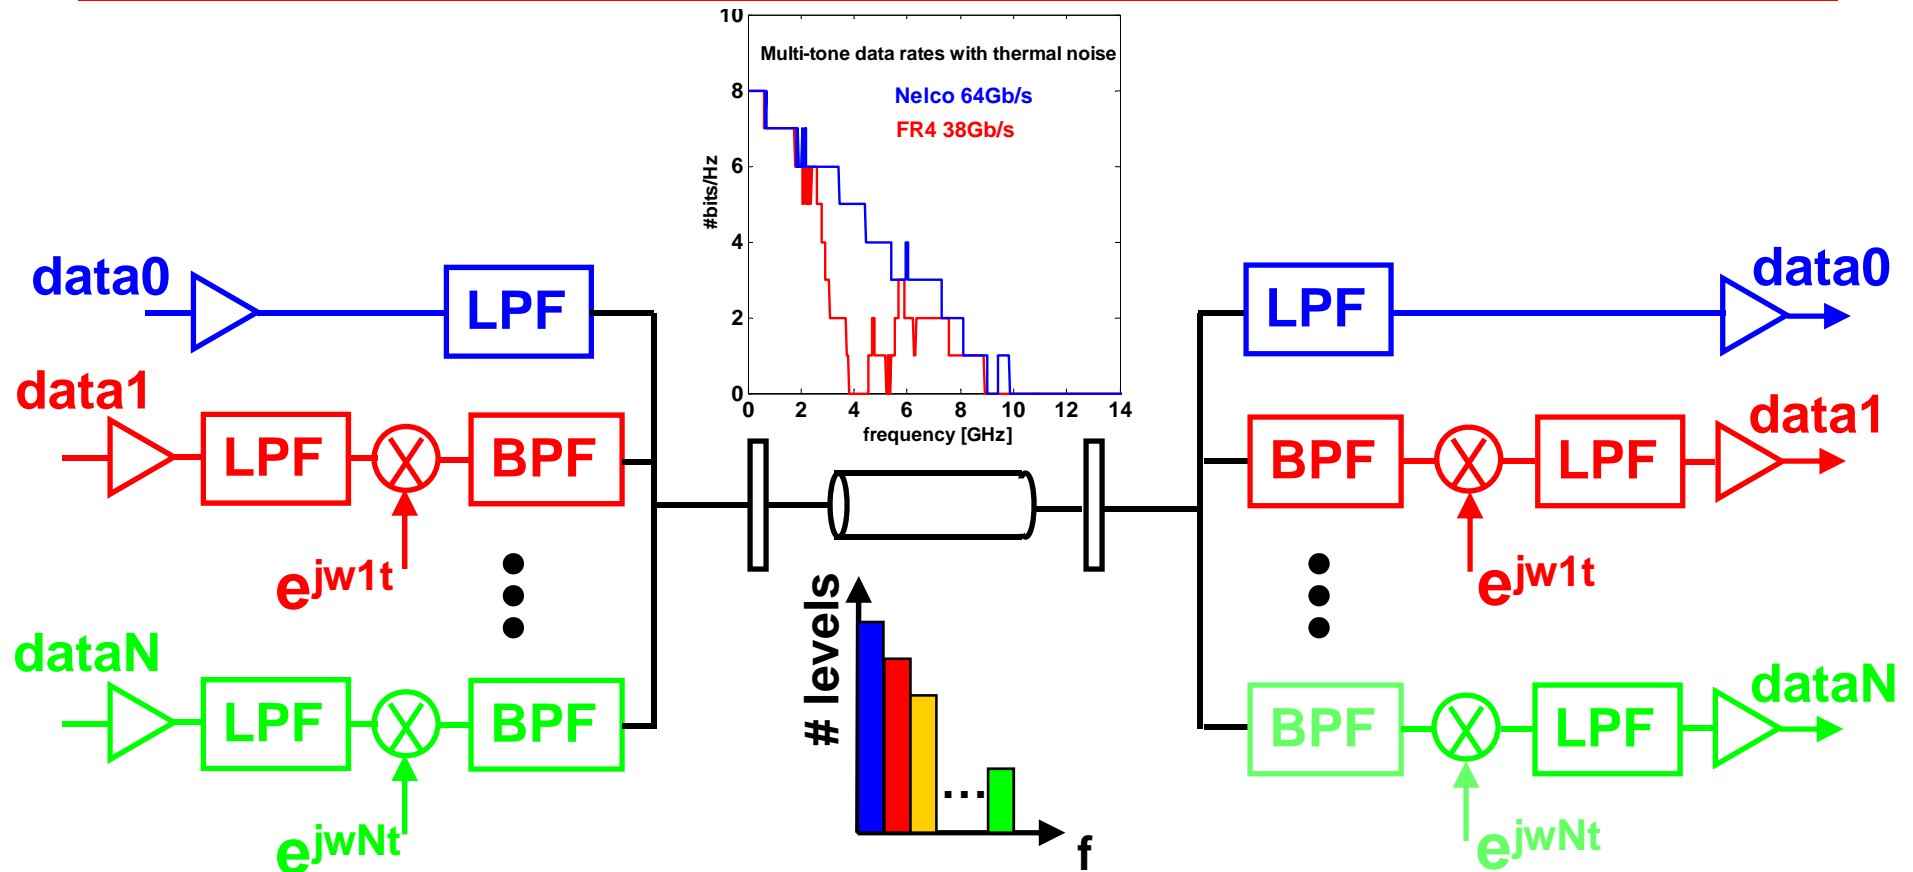 10
Multi-tone data rates with thermal noise
8
Nelco 64Gb/s
FR4 38Gb/s
6
#bits/Hz
4
2
0
0 2 4 6 8 10 12 14
frequency [GHz]
data0
LPF
data1
LPF
X
BPF
ejw1t
dataN
LPF
X
BPF
ejwNt
# levels
...
f
LPF
data0
BPF
X
LPF
data1
ejw1t
BPF
X
LPF
dataN
ejwNt